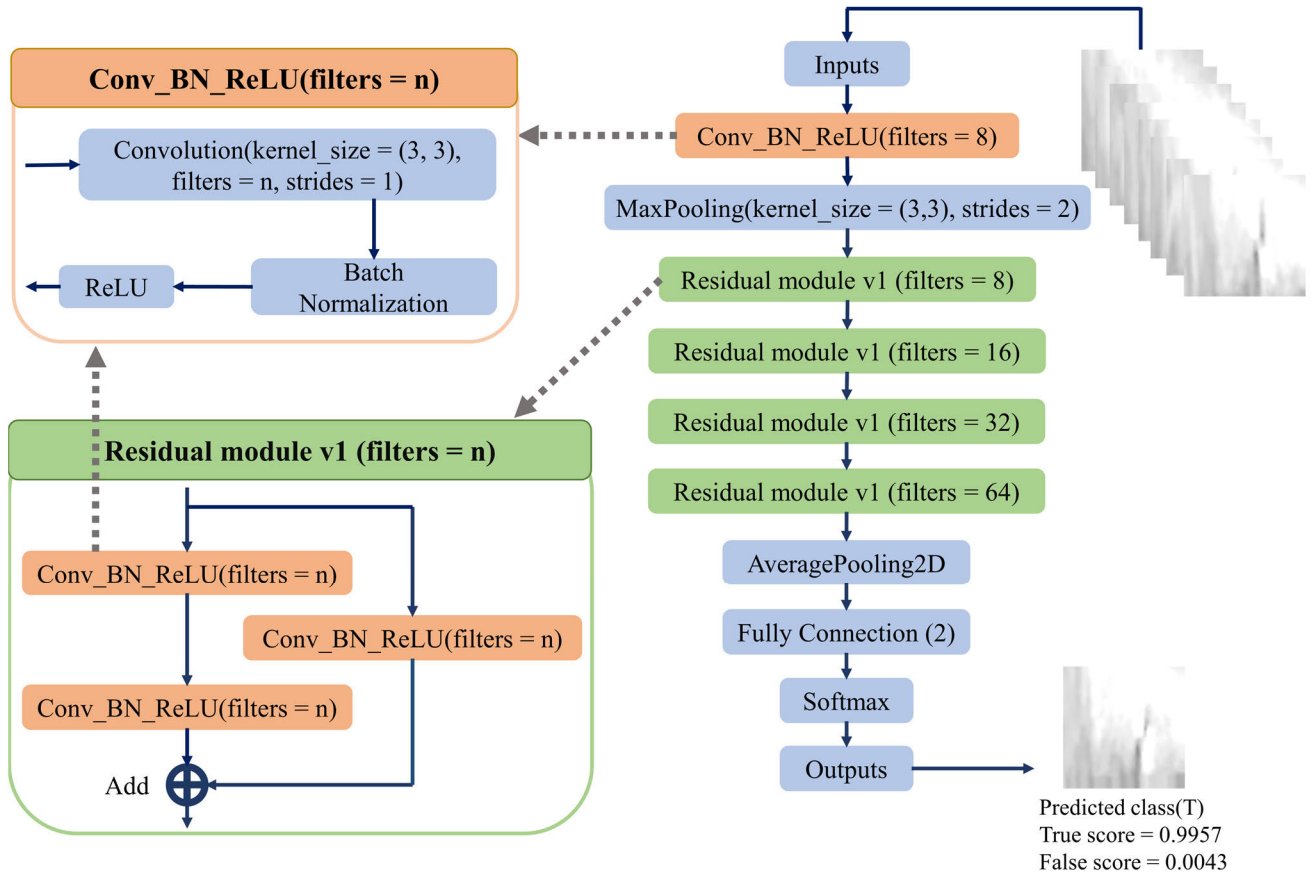 Conv_BN_ReLU(filters = n)
Convolution(kernel_size = (3, 3),
filters = n, strides = 1)
Batch
Normalization
ReLU
Residual module v1 (filters = n)
Conv_BN_ReLU(filters = n)
Conv_BN_ReLU(filters = n)
Conv_BN_ReLU(filters = n)
Add
Inputs
Conv_BN_ReLU(filters = 8)
MaxPooling(kernel_size = (3,3), strides = 2)
Residual module v1 (filters = 8)
Residual module v1 (filters = 16)
Residual module v1 (filters = 32)
Residual module v1 (filters = 64)
AveragePooling2D
Fully Connection (2)
Softmax
Outputs
Predicted class(T)
True score = 0.9957
False score = 0.0043